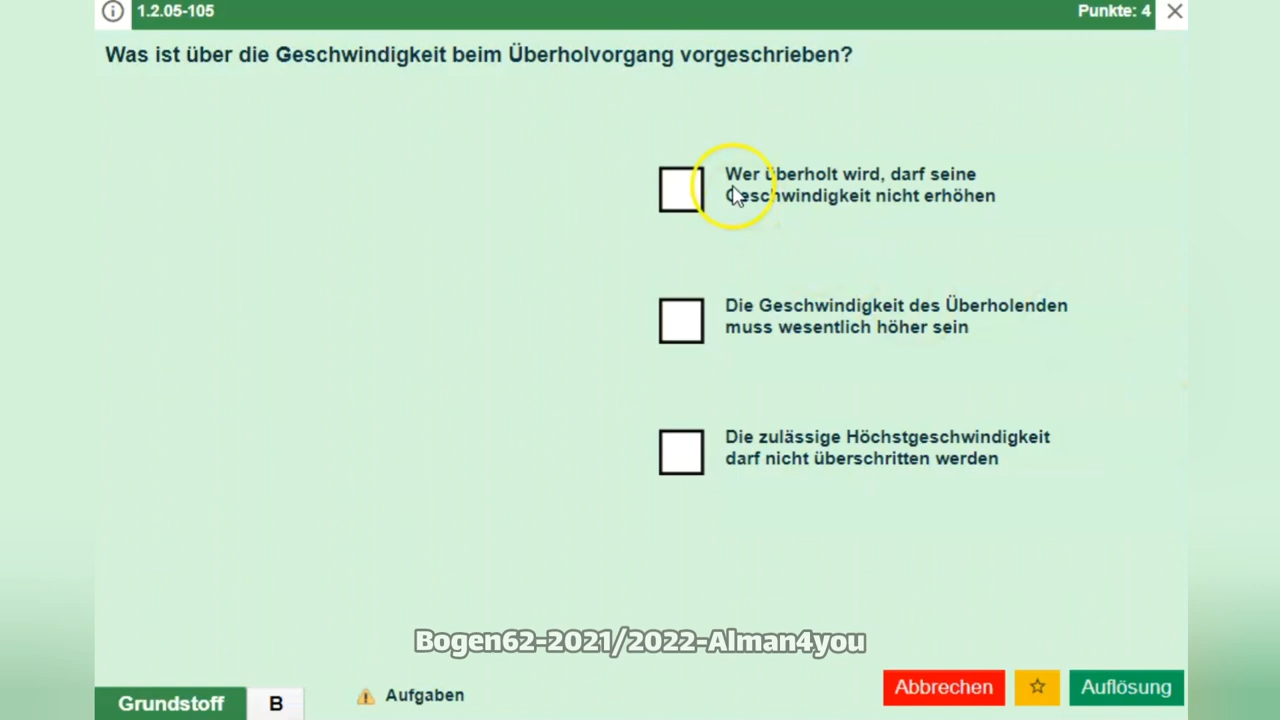 1.2.05-105
Punkte: 4
Was ist über die Geschwindigkeit beim Überholvorgang vorgeschrieben?
Wer überholt wird, darf seine
Geschwindigkeit nicht erhöhen
Die Geschwindigkeit des Überholenden
muss wesentlich höher sein
Die zulässige Höchstgeschwindigkeit
darf nicht überschritten werden
Bogen62-2021/2022-Alman4you
Abbrechen
Auflösung
Grundstoff
B
Aufgaben